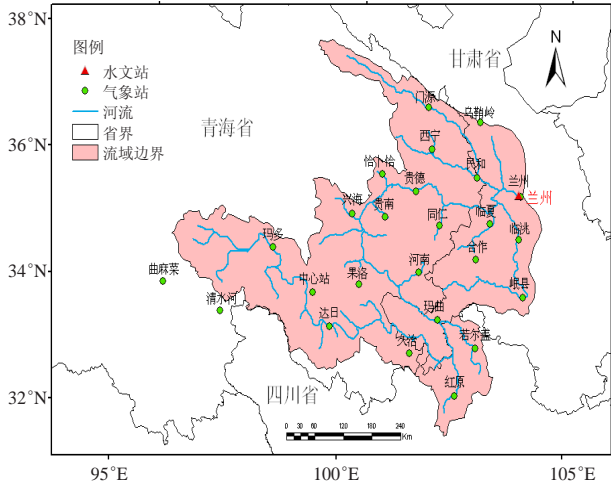 38°N
36°N
34°N
32°N
图例
水文站
气象站
河流
省界
流域边界
N
甘肃省
青海省
四川省
门源
乌鞘岭
西宁
民和
恰卜恰
贵德
兰州
兰州
兴海
贵南
同仁
临夏
临洮
玛多
合作
曲麻莱
河南
果洛
中心站
岷县
清水河
达日
玛曲
若尔盖
久治
红原
0 30 60 120 180 240
Km
95°E
100°E
105°E